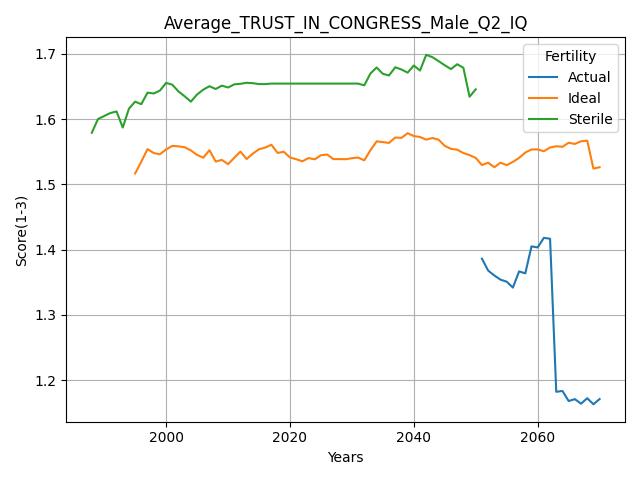 Average_TRUST_IN_CONGRESS_Male_Q2_IQ
Fertility
Actual
Ideal
Sterile
Score(1-3)
1.7
1.6
1.5
1.4
1.3
1.2
2000 2020 2040 2060
Years